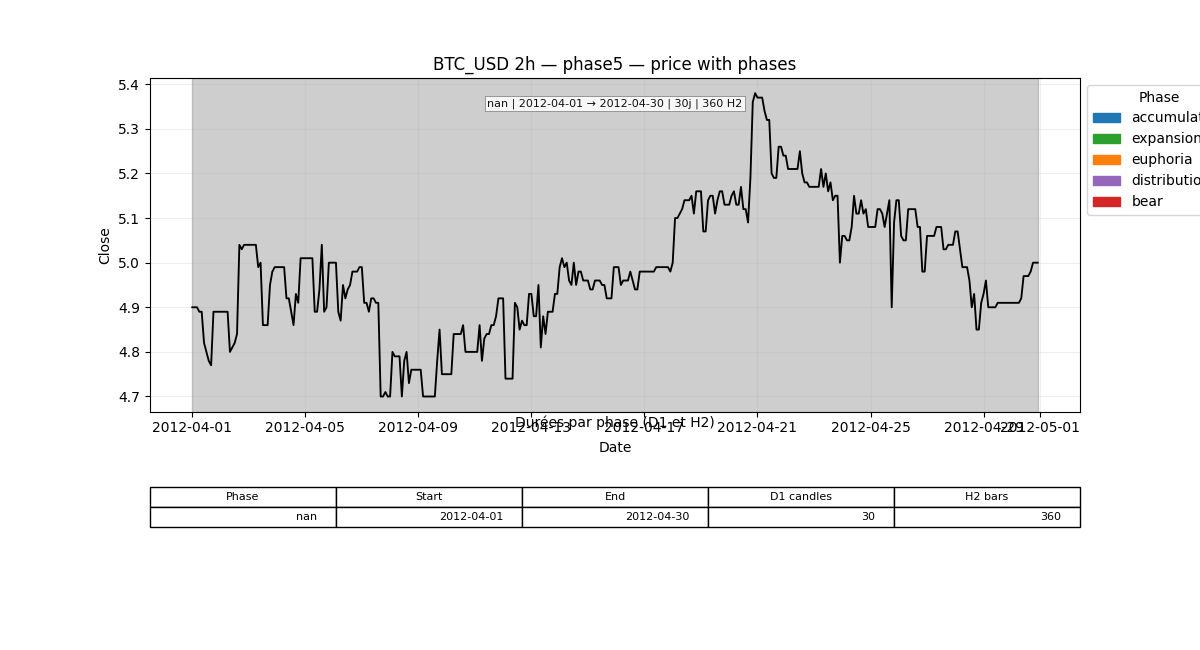 BTC_USD 2h — phase5 — price with phases
nan | 2012-04-01 → 2012-04-30 | 30j | 360 H2
5.4
5.3
5.2
5.1
5.0
4.9
4.8
4.7
Close
Phase
accumulat
expansion
euphoria
distributio
bear
Durées par phase (D1 et H2)
2012-04-01 2012-04-05 2012-04-09 2012-04-13 2012-04-17 2012-04-21 2012-04-25 2012-04-29 2012-05-01
Date
Phase Start End D1 candles H2 bars
nan 2012-04-01 2012-04-30 30 360